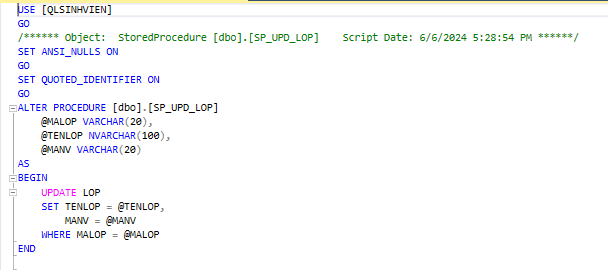 USE [QLSINHVIEN]
GO
/****** Object:  StoredProcedure [dbo].[SP_UPD_LOP]    Script Date: 6/6/2024 5:28:54 PM ******/
SET ANSI_NULLS ON
GO
SET QUOTED_IDENTIFIER ON
GO
ALTER PROCEDURE [dbo].[SP_UPD_LOP]
    @MALOP VARCHAR(20),
    @TENLOP NVARCHAR(100),
    @MANV VARCHAR(20)
AS
BEGIN
    UPDATE LOP
    SET TENLOP = @TENLOP,
        MANV = @MANV
    WHERE MALOP = @MALOP
END